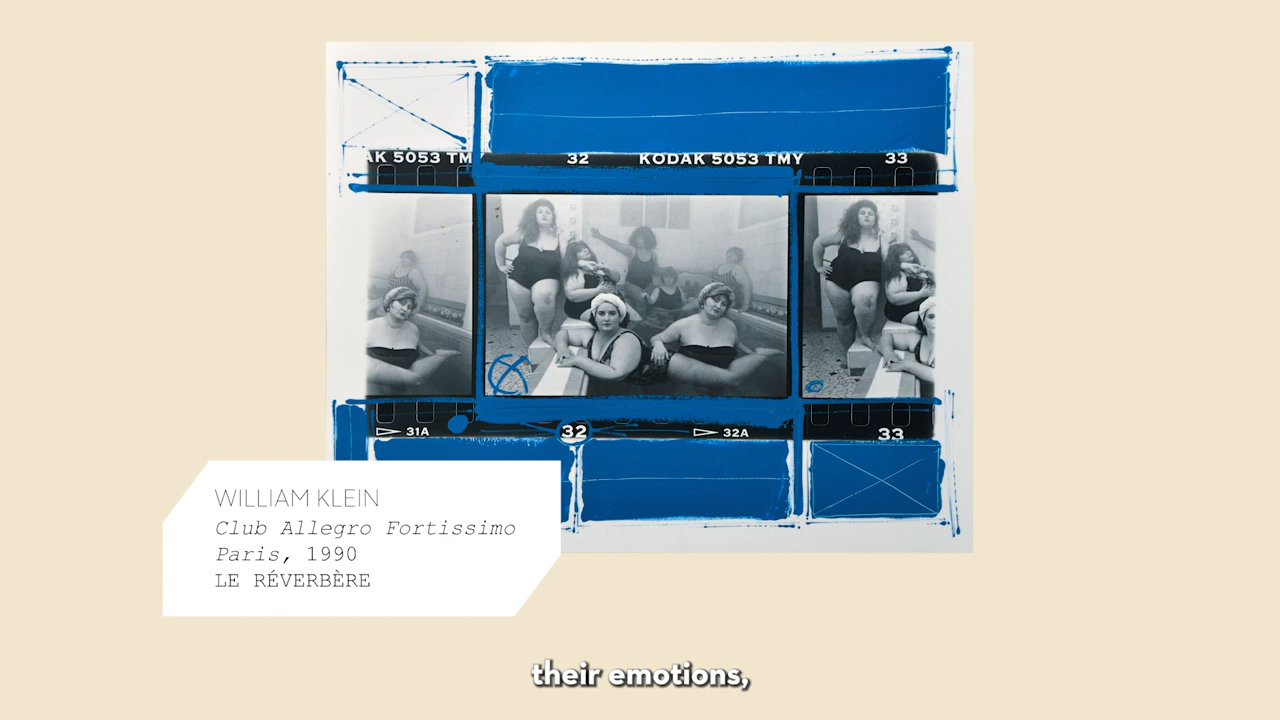 AK 5053 TM 32 KODAK 5053 TMY 33
31A 32 32A 33
WILLIAM KLEIN
Club Allegro Fortissimo
Paris, 1990
LE RÉVERBÈRE
their emotions,